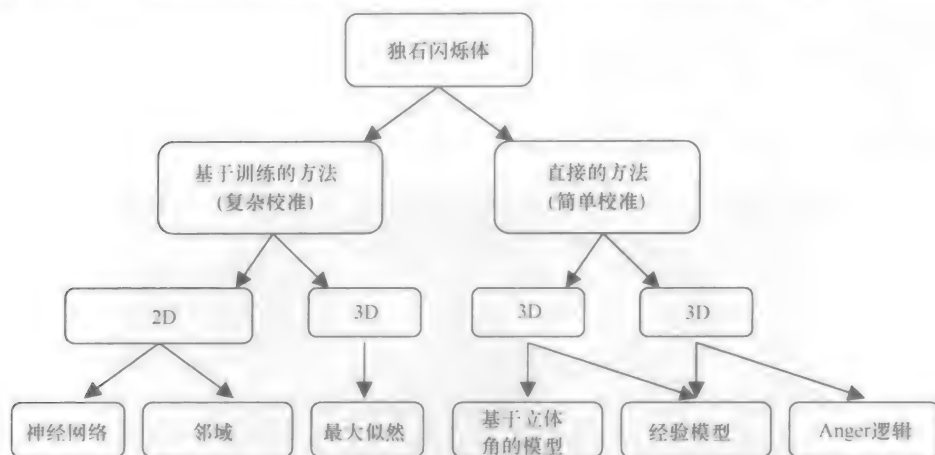 独石闪烁体
基于训练的方法
(复杂校准)
直接的方法
(简单校准)
2D
3D
3D
3D
神经网络
邻域
最大似然
基于立体
角的模型
经验模型
Anger逻辑